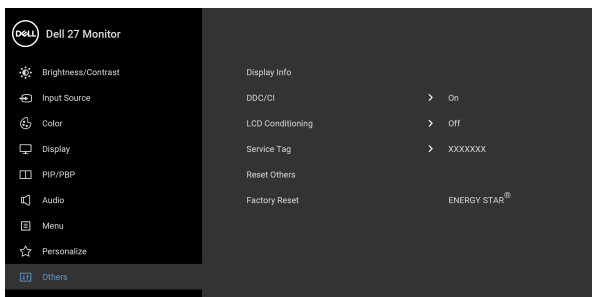 DELL Dell 27 Monitor
Brightness/Contrast
Input Source
Color
Display
PIP/PBP
Audio
Menu
Personalize
Others
Display Info
DDC/CI > On
LCD Conditioning > Off
Service Tag > XXXXXXX
Reset Others
Factory Reset ENERGY STAR®